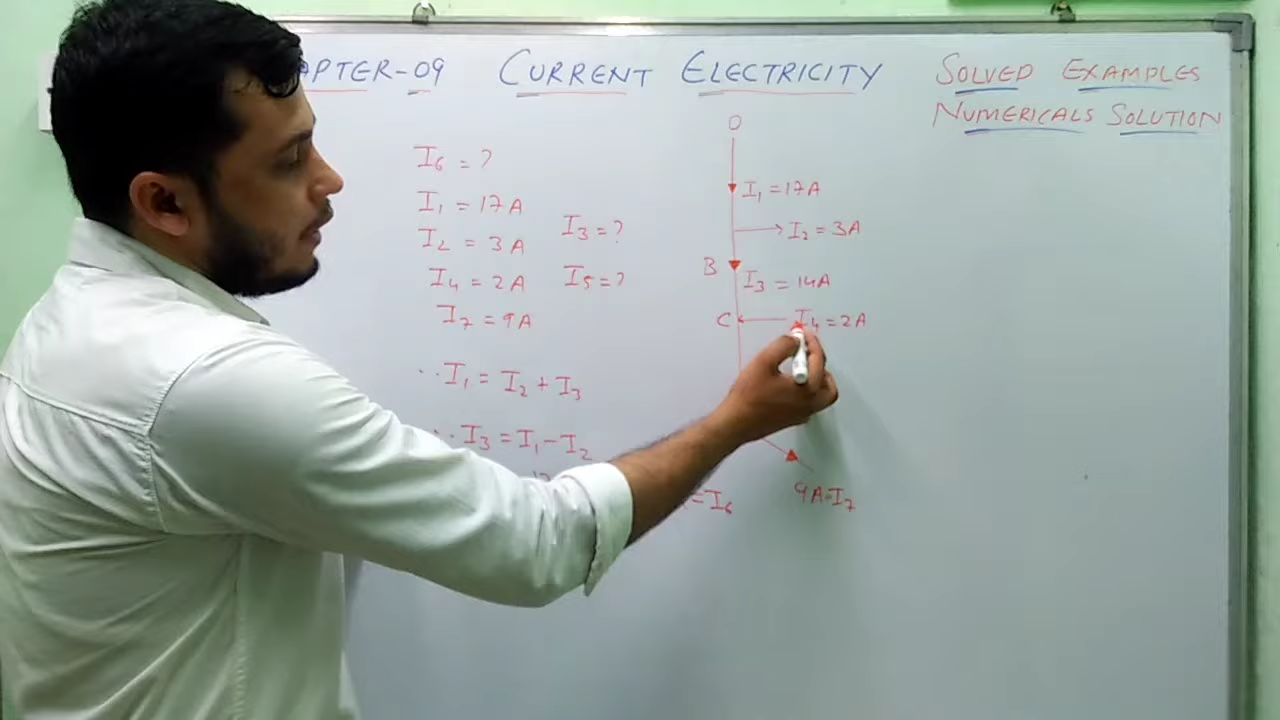 APTER-09 CURRENT ELECTRICITY
SOLVED EXAMPLES
NUMERICALS SOLUTION
I6 = ?
I1 = 17A
I2 = 3A
I3 = ?
I4 = 2A
I5 = ?
I7 = 9A
∵ I1 = I2 + I3
∴ I3 = I1 - I2
I1 = 17A
I2 = 3A
B
I3 = 14A
C
I4 = 2A
= I6
9A = I7